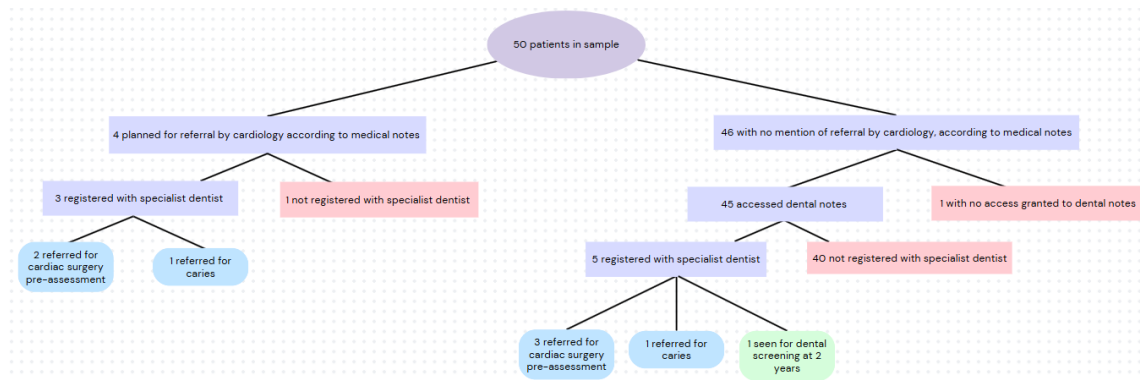 50 patients in sample
4 planned for referral by cardiology according to medical notes
46 with no mention of referral by cardiology, according to medical notes
3 registered with specialist dentist
1 not registered with specialist dentist
45 accessed dental notes
1 with no access granted to dental notes
2 referred for
cardiac surgery
pre-assessment
1 referred for
caries
5 registered with specialist dentist
40 not registered with specialist dentist
3 referred for
cardiac surgery
pre-assessment
1 referred for
caries
1 seen for dental
screening at 2
years